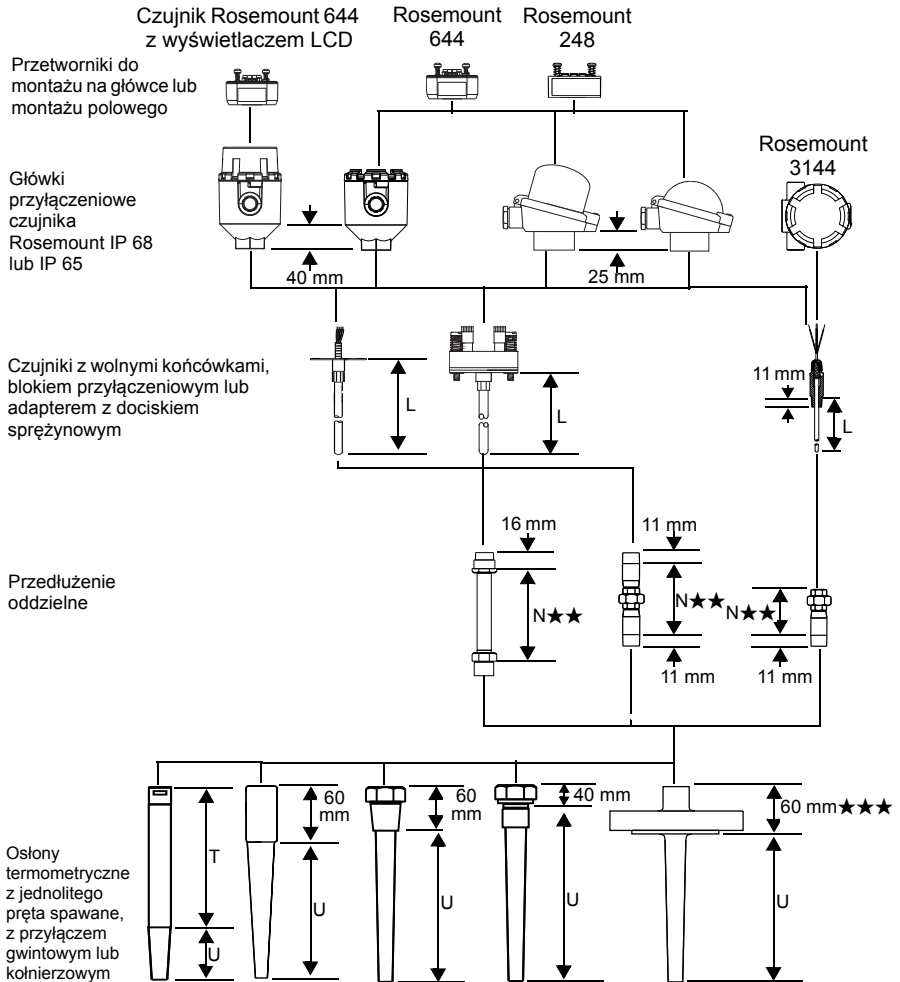 Czujnik Rosemount 644
z wyświetlaczem LCD
Rosemount
644
Rosemount
248
Przetworniki do
montażu na główce lub
montażu polowego
Rosemount
3144
Główki
przyłączeniowe
czujnika
Rosemount IP 68
lub IP 65
40 mm
25 mm
Czujniki z wolnymi końcówkami,
blokiem przyłączeniowym lub
adapterem z dociskiem
sprężynowym
L
L
11 mm
L
16 mm
11 mm
Przedłużenie
oddzielne
N★★
N★★
N★★
11 mm
11 mm
60
mm
60
mm
40 mm
60 mm★★★
Osłony
termometryczne
z jednolitego
pręta spawane,
z przyłączem
gwintowym lub
kołnierzowym
T
U
U
U
U
U